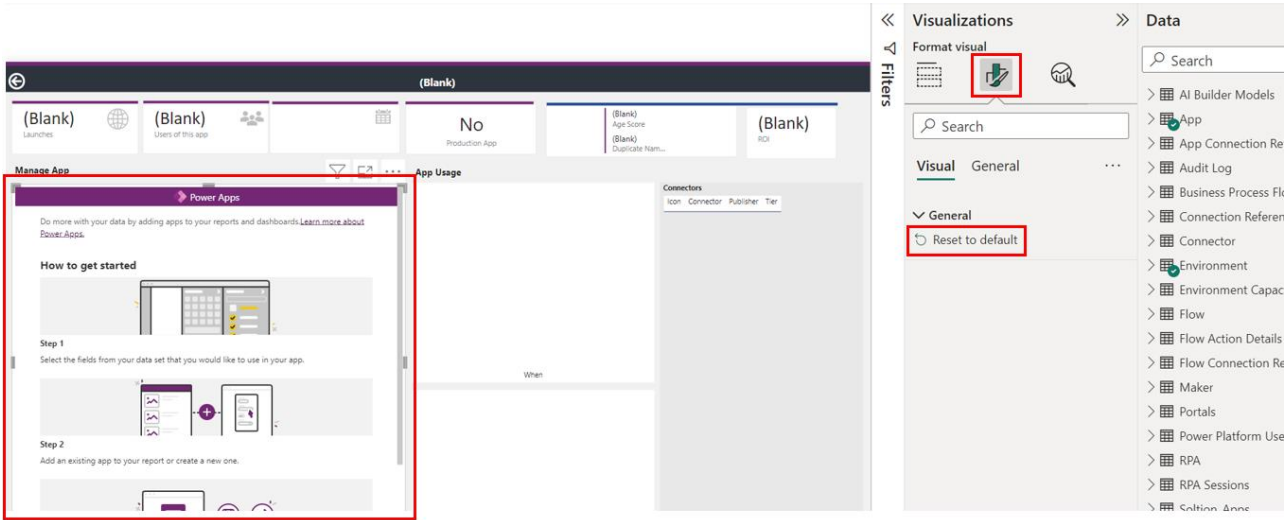 (Blank)
(Blank)
Launches
(Blank)
Users of this app
No
Production App
(Blank)
Age Score
(Blank)
Duplicate Nam...
(Blank)
ROI
Manage App
Power Apps
Do more with your data by adding apps to your reports and dashboards.Learn more about
Power Apps.
How to get started
Step 1
Select the fields from your data set that you would like to use in your app.
Step 2
Add an existing app to your report or create a new one.
App Usage
When
Connectors
Icon Connector Publisher Tier
Filters
Visualizations
Format visual
Search
Visual General
General
Reset to default
Data
Search
AI Builder Models
App
App Connection Re
Audit Log
Business Process Flo
Connection Referen
Connector
Environment
Environment Capac
Flow
Flow Action Details
Flow Connection Re
Maker
Portals
Power Platform Use
RPA
RPA Sessions
Soltion Apps